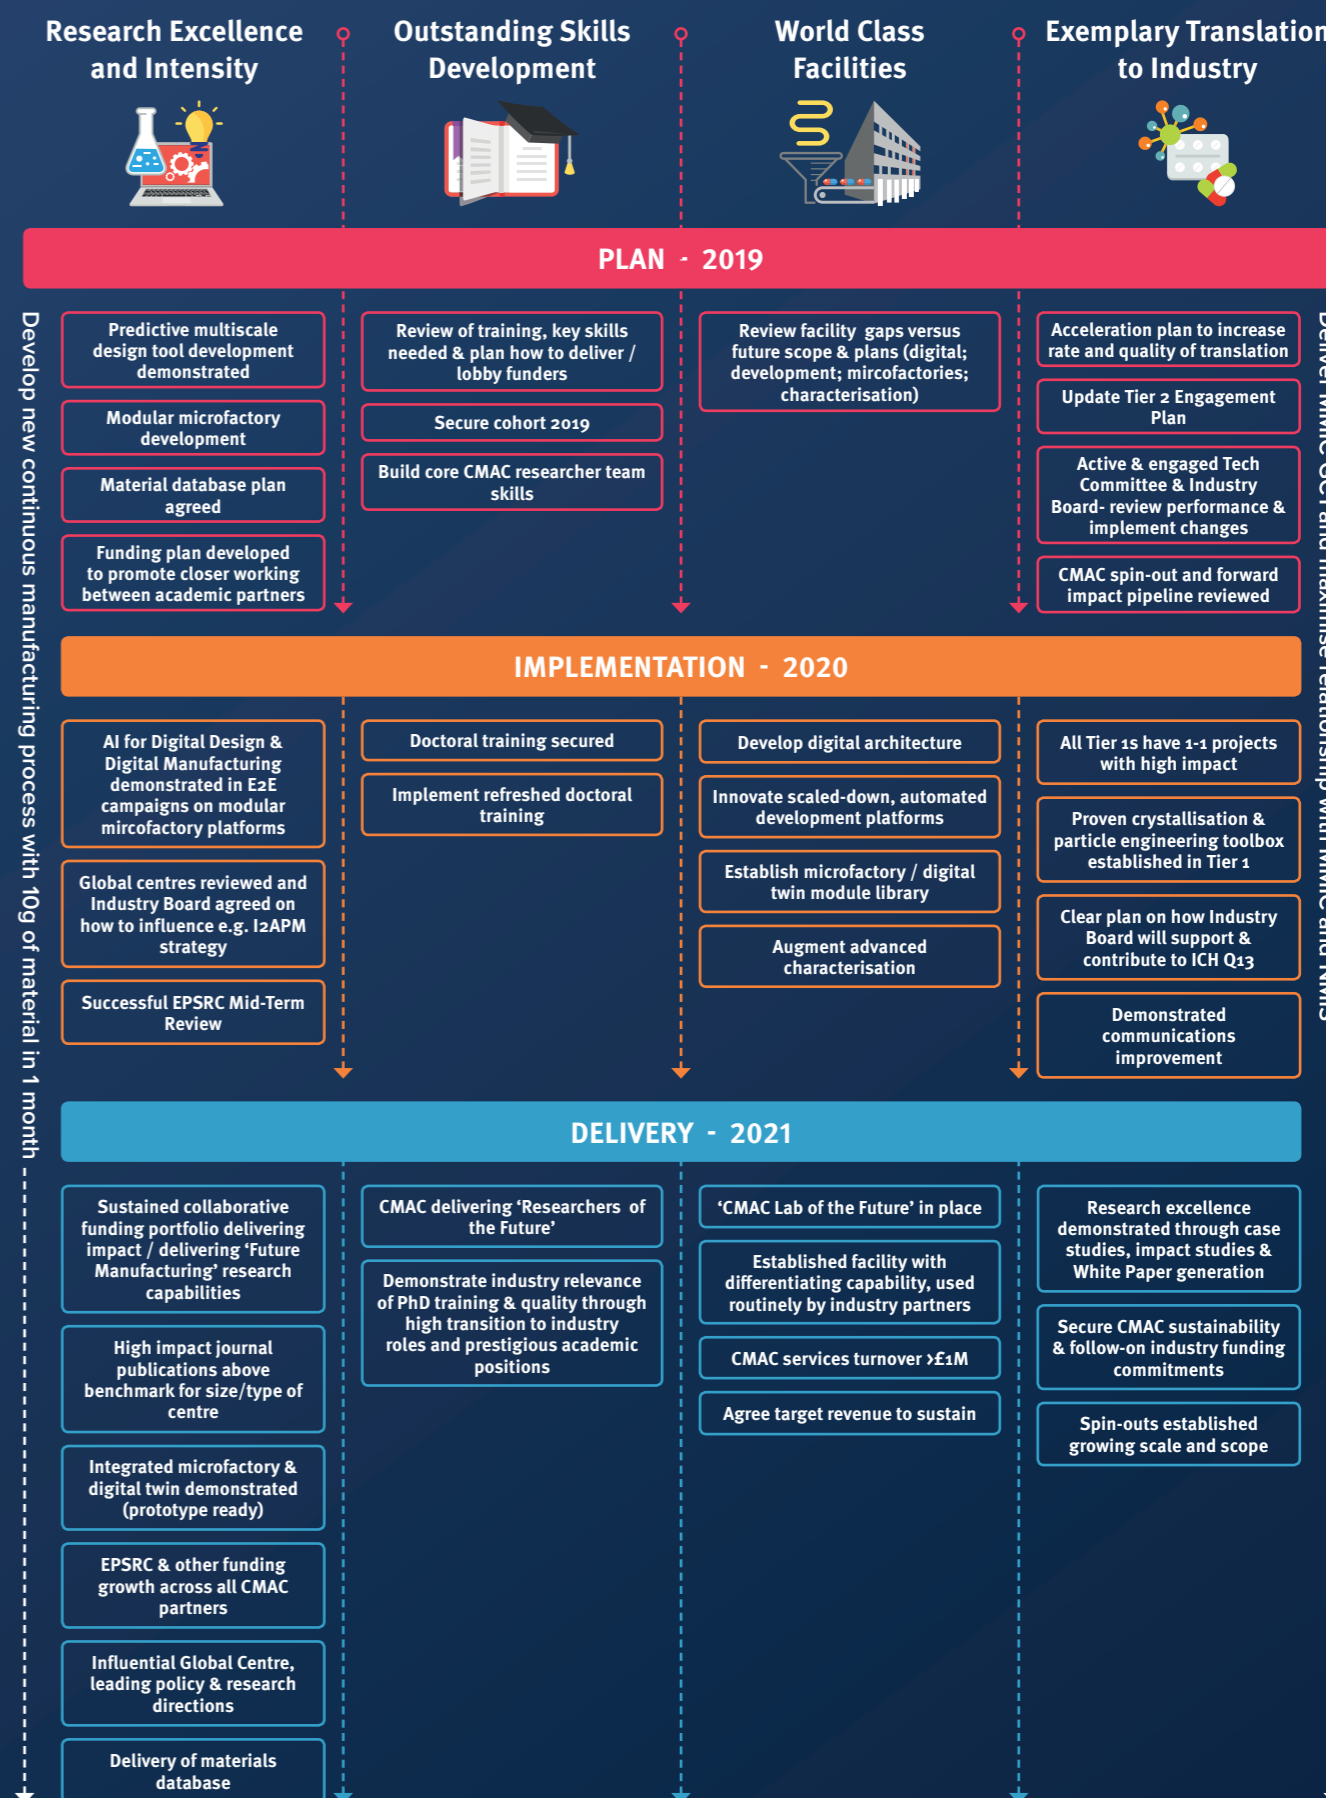 Research Excellence
and Intensity
Outstanding Skills
Development
World Class
Facilities
Exemplary Translation
to Industry
PLAN - 2019
Develop new continuous manufacturing process with 10g of material in 1 month
Predictive multiscale
design tool development
demonstrated
Modular microfactory
development
Material database plan
agreed
Funding plan developed
to promote closer working
between academic partners
Review of training, key skills
needed & plan how to deliver /
lobby funders
Secure cohort 2019
Build core CMAC researcher team
skills
Review facility gaps versus
future scope & plans (digital;
development; mircofactories;
characterisation)
Acceleration plan to increase
rate and quality of translation
Update Tier 2 Engagement
Plan
Active & engaged Tech
Committee & Industry
Board- review performance &
implement changes
CMAC spin-out and forward
impact pipeline reviewed
and maximise relationship with MMIC and NMIS
IMPLEMENTATION - 2020
AI for Digital Design &
Digital Manufacturing
demonstrated in E2E
campaigns on modular
mircofactory platforms
Global centres reviewed and
Industry Board agreed on
how to influence e.g. I2APM
strategy
Successful EPSRC Mid-Term
Review
Doctoral training secured
Implement refreshed doctoral
training
Develop digital architecture
Innovate scaled-down, automated
development platforms
Establish microfactory / digital
twin module library
Augment advanced
characterisation
All Tier 1s have 1-1 projects
with high impact
Proven crystallisation &
particle engineering toolbox
established in Tier 1
Clear plan on how Industry
Board will support &
contribute to ICH Q13
Demonstrated
communications
improvement
DELIVERY - 2021
Sustained collaborative
funding portfolio delivering
impact / delivering ‘Future
Manufacturing’ research
capabilities
High impact journal
publications above
benchmark for size/type of
centre
Integrated microfactory &
digital twin demonstrated
(prototype ready)
EPSRC & other funding
growth across all CMAC
partners
Influential Global Centre,
leading policy & research
directions
Delivery of materials
database
CMAC delivering ‘Researchers of
the Future’
Demonstrate industry relevance
of PhD training & quality through
high transition to industry
roles and prestigious academic
positions
‘CMAC Lab of the Future’ in place
Established facility with
differentiating capability, used
routinely by industry partners
CMAC services turnover >£1M
Agree target revenue to sustain
Research excellence
demonstrated through case
studies, impact studies &
White Paper generation
Secure CMAC sustainability
& follow-on industry funding
commitments
Spin-outs established
growing scale and scope